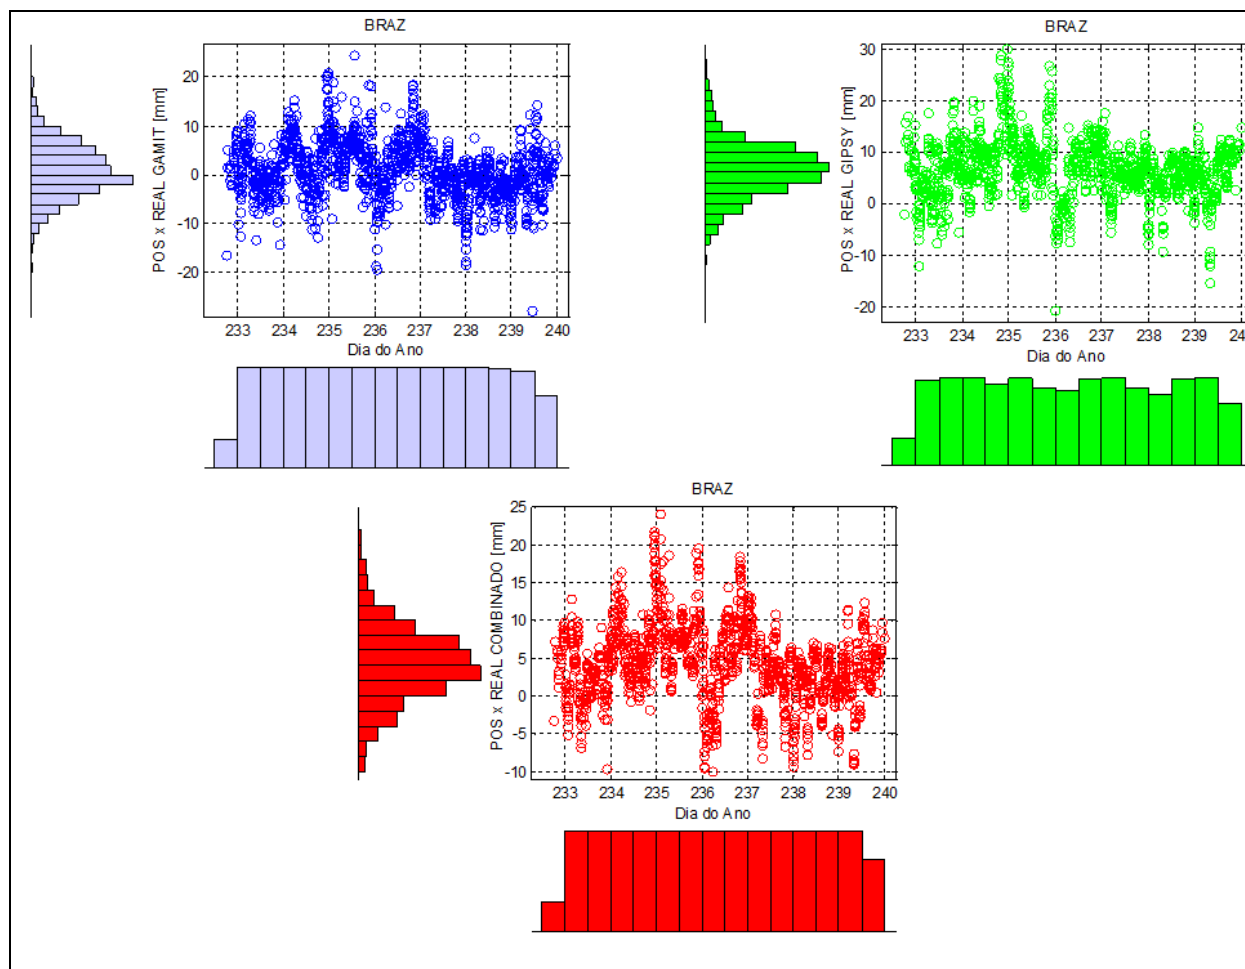 BRAZ
POS x REAL GAMIT [mm]
20
10
0
-10
-20
233 234 235 236 237 238 239 240
Dia do Ano
BRAZ
POS x REAL GIPSY [mm]
30
20
10
0
-10
-20
233 234 235 236 237 238 239 24
Dia do Ano
BRAZ
POS x REAL COMBINADO [mm]
25
20
15
10
5
0
-5
-10
233 234 235 236 237 238 239 240
Dia do Ano